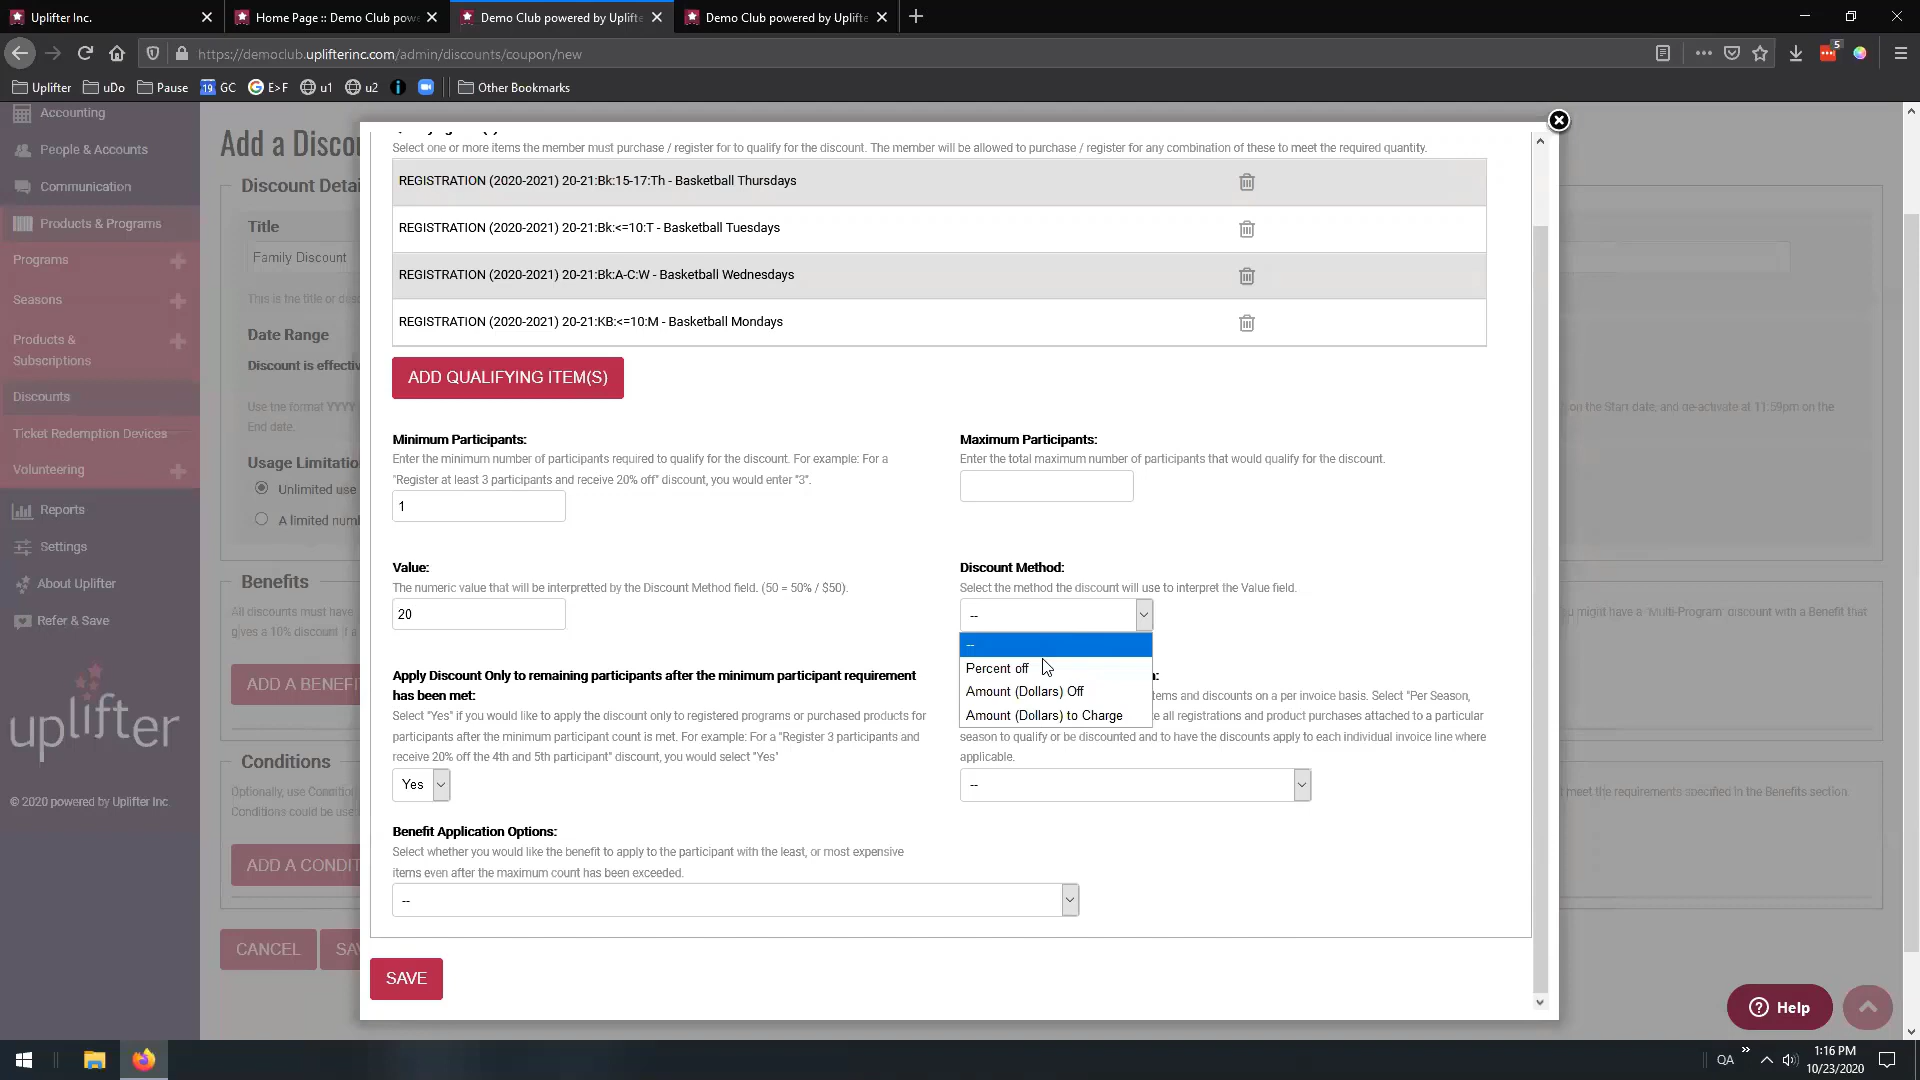 Uplifter Inc.
Home Page :: Demo Club pow
Demo Club powered by Uplifte
Demo Club powered by Uplifte
https://democlub.uplifterinc.com/admin/discounts/coupon/new
5
Uplifter
uDo
Pause
19 GC
E>F
u1
u2
Other Bookmarks
Accounting
People & Accounts
Communication
Products & Programs
Programs
Seasons
Products &
Subscriptions
Discounts
Ticket Redemption Devices
Volunteering
Reports
Settings
About Uplifter
Refer & Save
uplifter
© 2020 powered by Uplifter Inc.
Add a Discou
Discount Detai
Title
Family Discount
This is the title or
Date Range
Discount is effectiv
Use the format YYYY
End date.
on the Start date, and de-activate at 11:59pm on the
Usage Limitatio
Unlimited use
A limited numb
Benefits
All discounts must have
gives a 10% discount if a
u might have a "Multi-Program" discount with a Benefit that
ADD A BENEFI
Conditions
Optionally, use Condition
Conditions could be use
meet the requirements specified in the Benefits section.
ADD A CONDIT
CANCEL
SAV
Select one or more items the member must purchase / register for to qualify for the discount. The member will be allowed to purchase / register for any combination of these to meet the required quantity.
REGISTRATION (2020-2021) 20-21:Bk:15-17:Th - Basketball Thursdays
REGISTRATION (2020-2021) 20-21:Bk:<=10:T - Basketball Tuesdays
REGISTRATION (2020-2021) 20-21:Bk:A-C:W - Basketball Wednesdays
REGISTRATION (2020-2021) 20-21:KB:<=10:M - Basketball Mondays
ADD QUALIFYING ITEM(S)
Minimum Participants:
Enter the minimum number of participants required to qualify for the discount. For example: For a
"Register at least 3 participants and receive 20% off" discount, you would enter "3".
1
Maximum Participants:
Enter the total maximum number of participants that would qualify for the discount.
Value:
The numeric value that will be interpretted by the Discount Method field. (50 = 50% / $50).
20
Discount Method:
Select the method the discount will use to interpret the Value field.
--
--
Percent off
Amount (Dollars) Off
Amount (Dollars) to Charge
Apply Discount Only to remaining participants after the minimum participant requirement
has been met:
Select "Yes" if you would like to apply the discount only to registered programs or purchased products for
participants after the minimum participant count is met. For example: For a "Register 3 participants and
receive 20% off the 4th and 5th participant" discount, you would select "Yes"
Yes
tems and discounts on a per invoice basis. Select "Per Season,
e all registrations and product purchases attached to a particular
season to qualify or be discounted and to have the discounts apply to each individual invoice line where
applicable.
--
Benefit Application Options:
Select whether you would like the benefit to apply to the participant with the least, or most expensive
items even after the maximum count has been exceeded.
--
SAVE
Help
QA
1:16 PM
10/23/2020